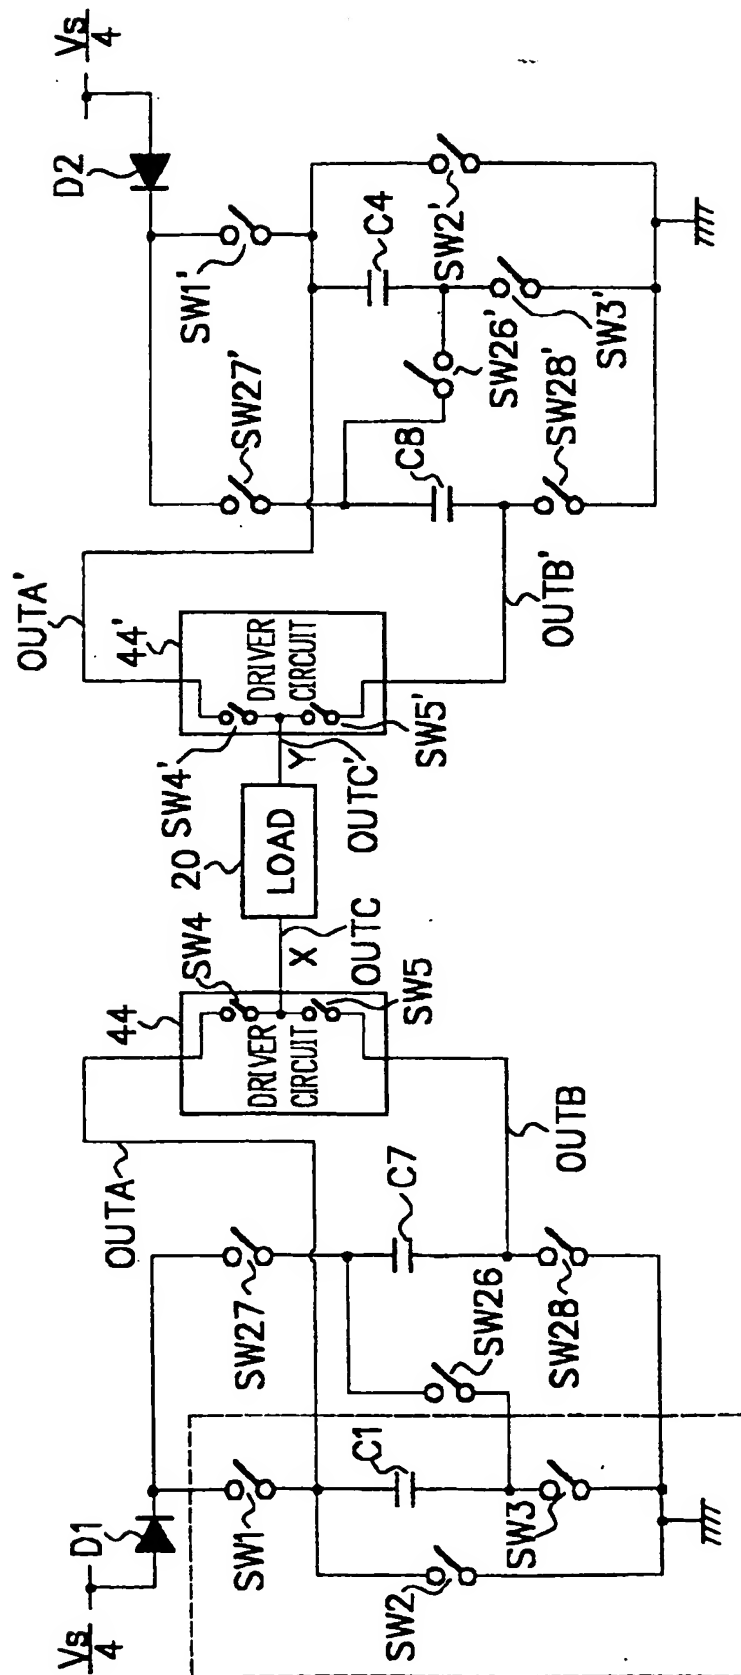 Vs
4
D1
SW1
SW2
C1
SW3
SW27
SW26
C7
SW28
OUTA
OUTB
44
DRIVER
CIRCUIT
SW4
SW5
X
OUTC
20
LOAD
Y
OUTC'
SW4'
SW5'
44'
DRIVER
CIRCUIT
OUTA'
OUTB'
SW27'
C8
SW28'
SW26'
SW1'
C4
SW3'
SW2'
D2
Vs
4